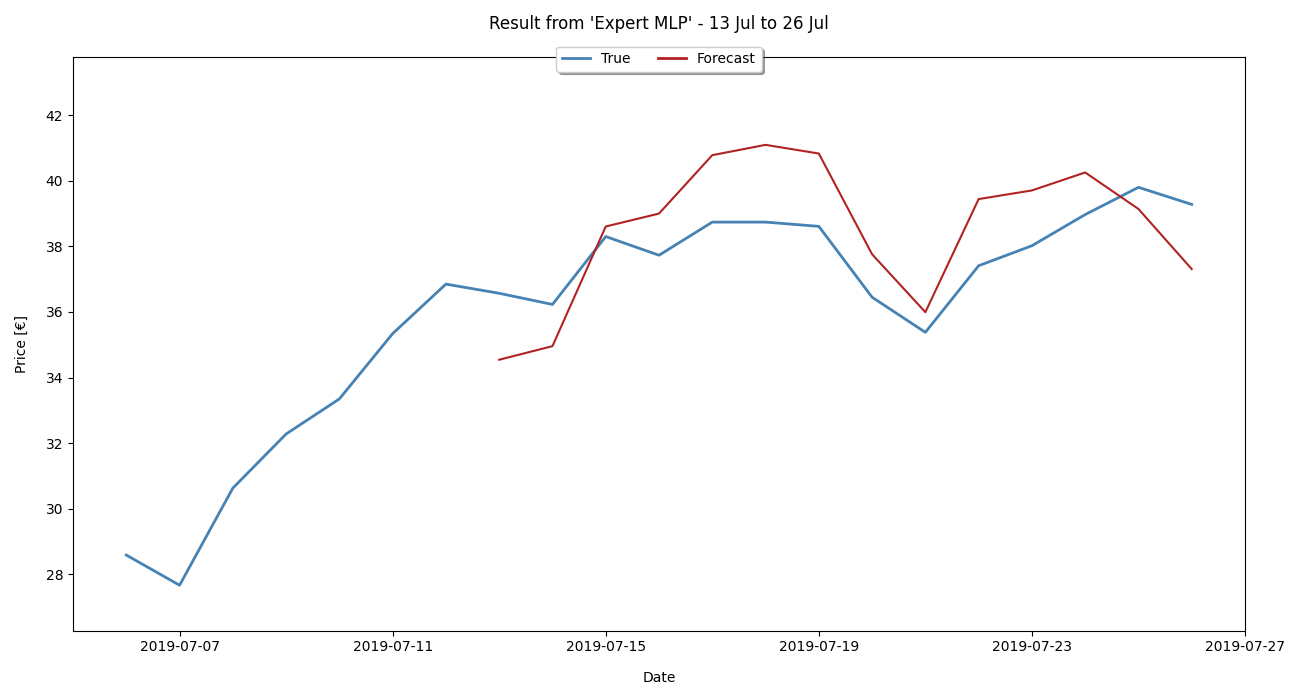 Result from 'Expert MLP' - 13 Jul to 26 Jul
True Forecast
42
40
38
36
34
32
30
28
Price [€]
2019-07-07 2019-07-11 2019-07-15 2019-07-19 2019-07-23 2019-07-27
Date